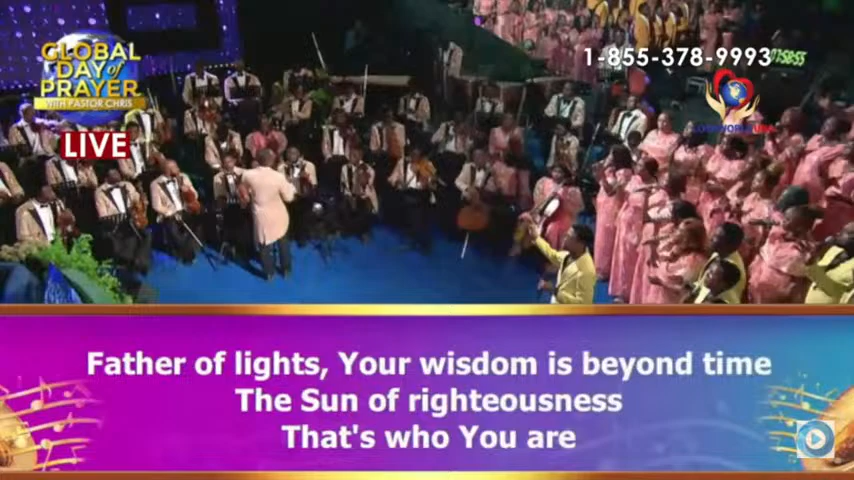 GLOBAL
DAY of
PRAYER
WITH PASTOR CHRIS
LIVE
1-855-378-9993
Father of lights, Your wisdom is beyond time
The Sun of righteousness
That's who You are